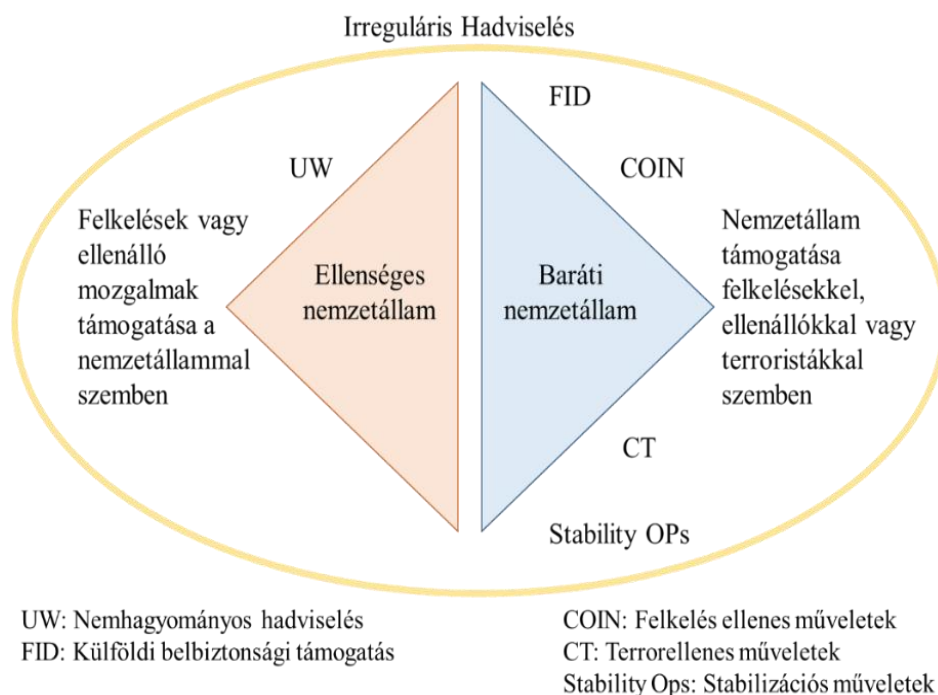 Irreguláris Hadviselés
FID
UW
COIN
Felkelések vagy
ellenálló
mozgalmak
támogatása a
nemzetállammal
szemben
Ellenséges
nemzetállam
Baráti
nemzetállam
Nemzetállam
támogatása
felkelésekkel,
ellenállókkal vagy
terroristákkal
szemben
CT
Stability OPs
UW: Nemhagyományos hadviselés
FID: Külföldi belbiztonsági támogatás
COIN: Felkelés ellenes műveletek
CT: Terrorellenes műveletek
Stability Ops: Stabilizációs műveletek